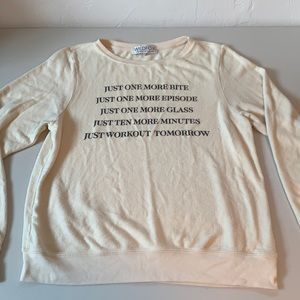 WILDFOX
JUST ONE MORE BITE
JUST ONE MORE EPISODE
JUST ONE MORE GLASS
JUST TEN MORE MINUTES
JUST WORKOUT TOMORROW